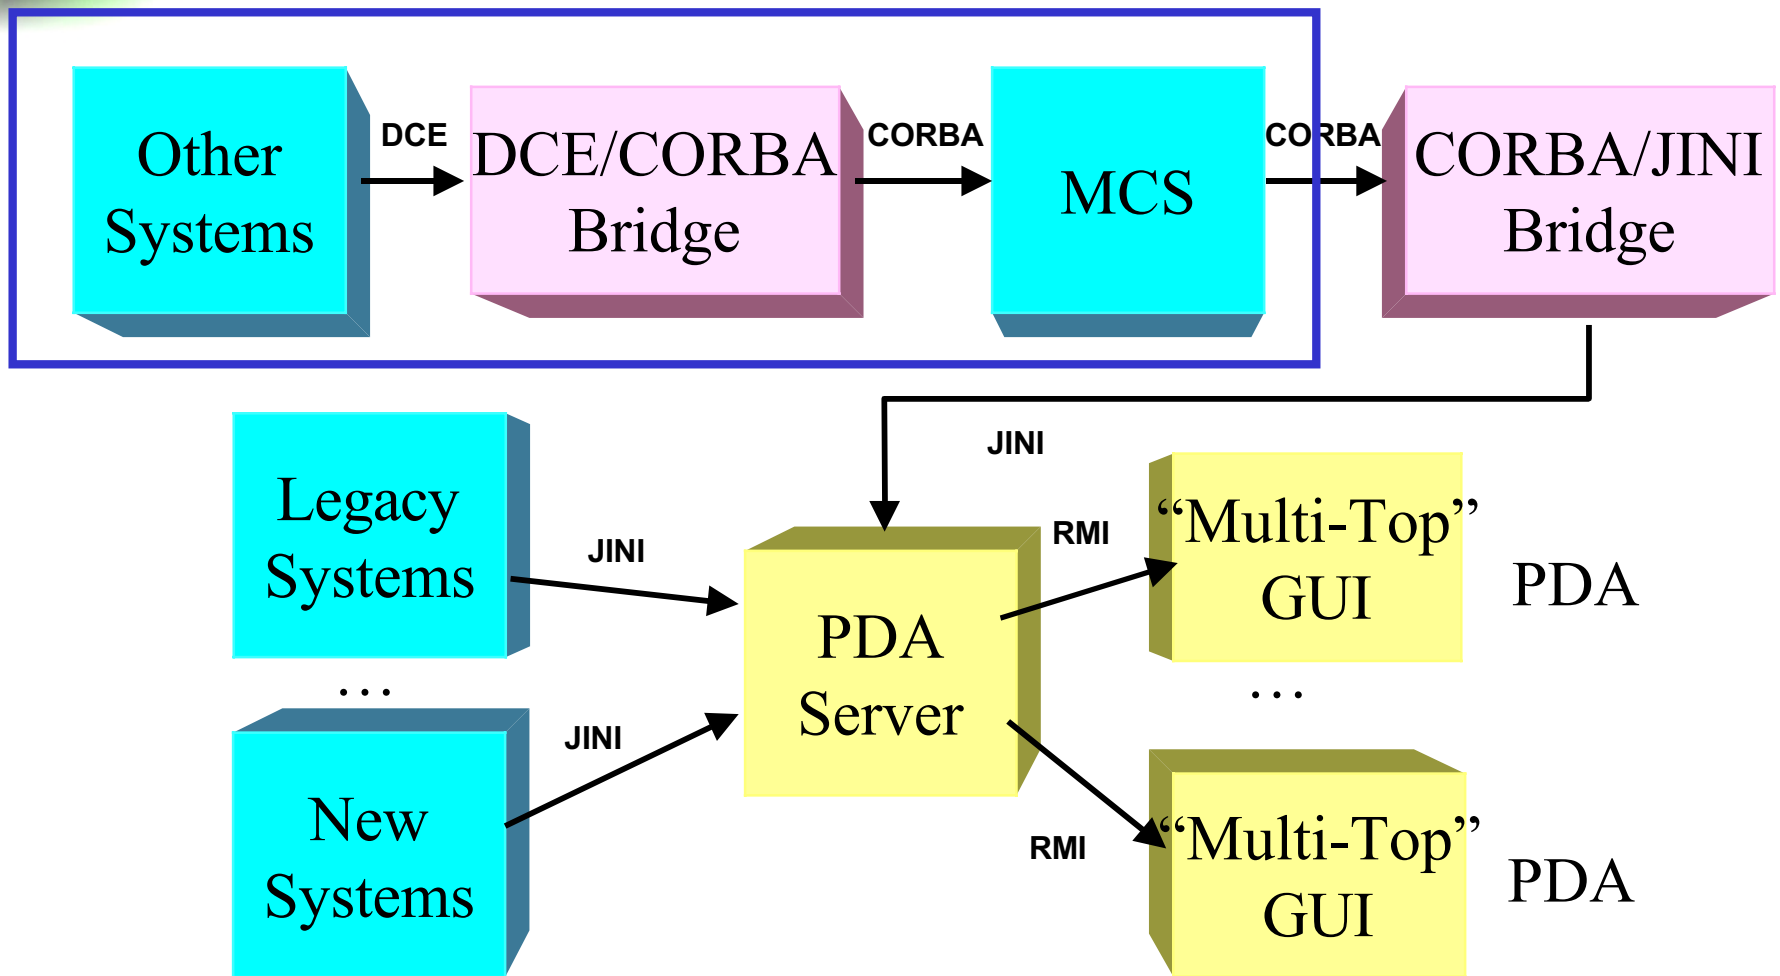 Other
Systems
DCE
DCE/CORBA
Bridge
CORBA
MCS
CORBA
CORBA/JINI
Bridge
JINI
Legacy
Systems
JINI
…
New
Systems
JINI
PDA
Server
RMI
“Multi-Top”
GUI
PDA
…
RMI
“Multi-Top”
GUI
PDA